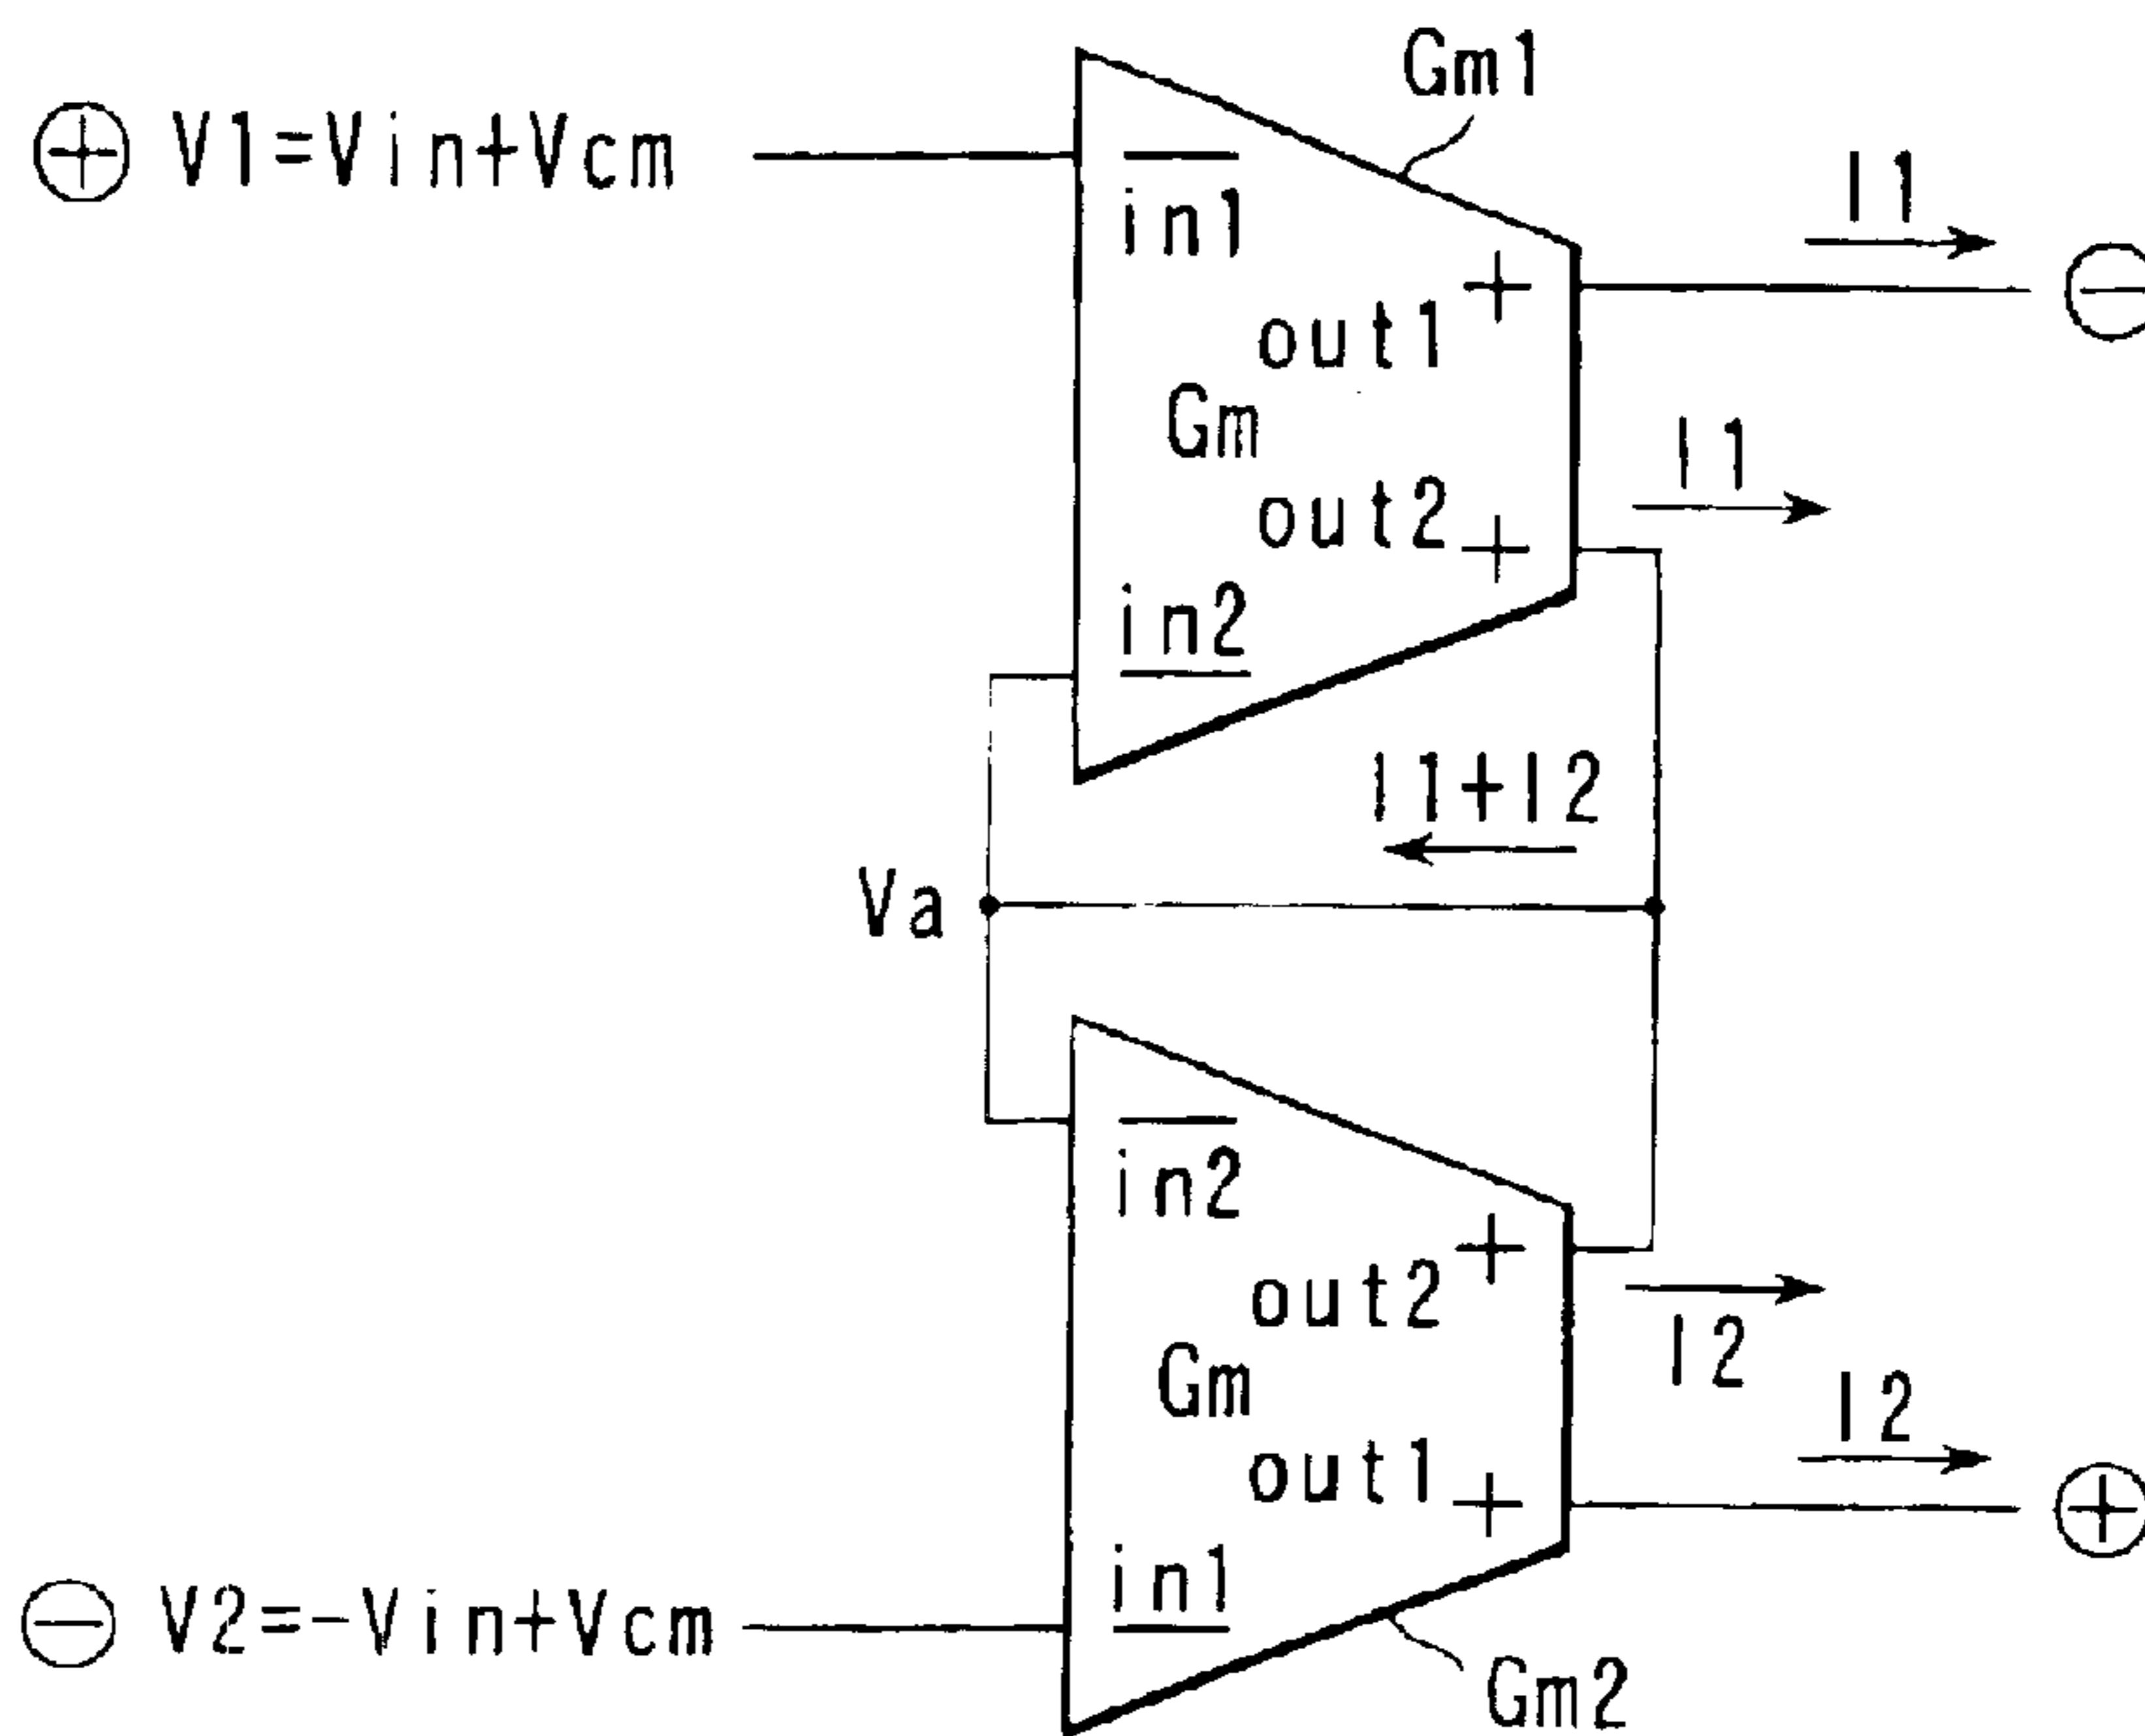 Gm1
⊕ V1=Vin+Vcm
in1
I1
+
⊖
out1
Gm
I1
out2
+
in2
I1+I2
Va
in2
+
out2
I2
Gm
I2
out1
+
⊕
in1
⊖ V2=-Vin+Vcm
Gm2